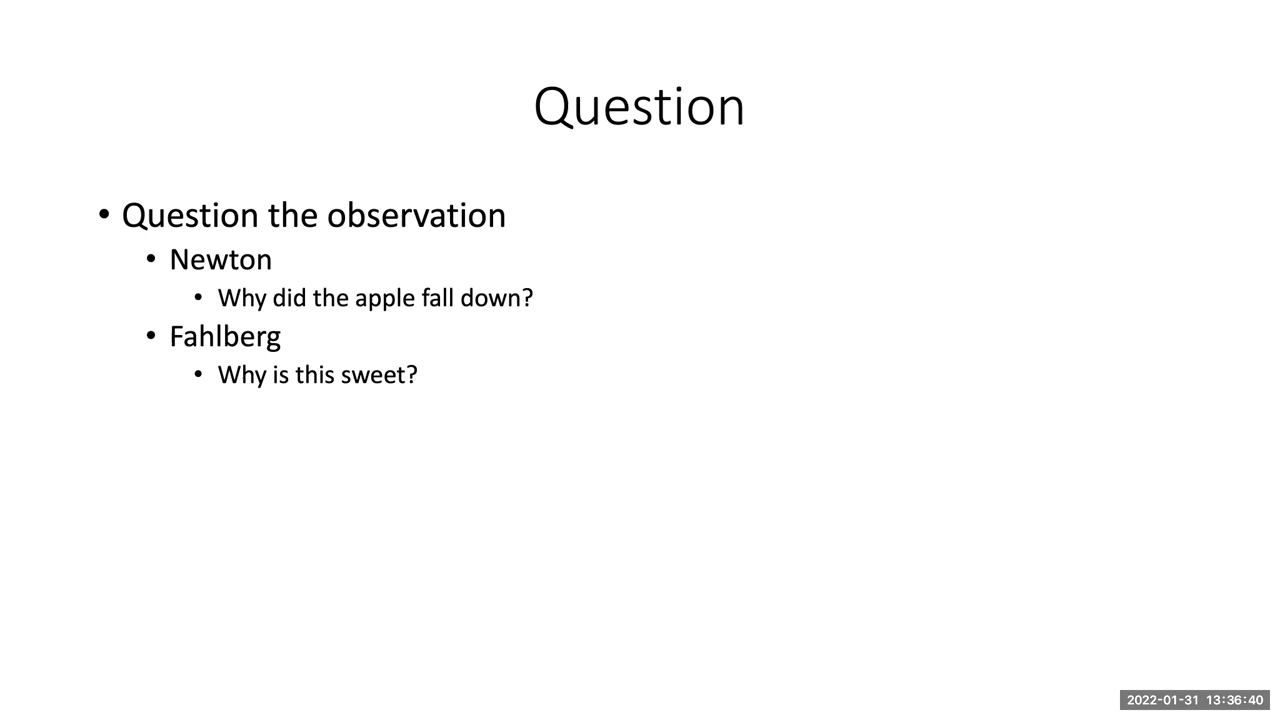 Question
• Question the observation
• Newton
• Why did the apple fall down?
• Fahlberg
• Why is this sweet?
2022-01-31 13:36:40